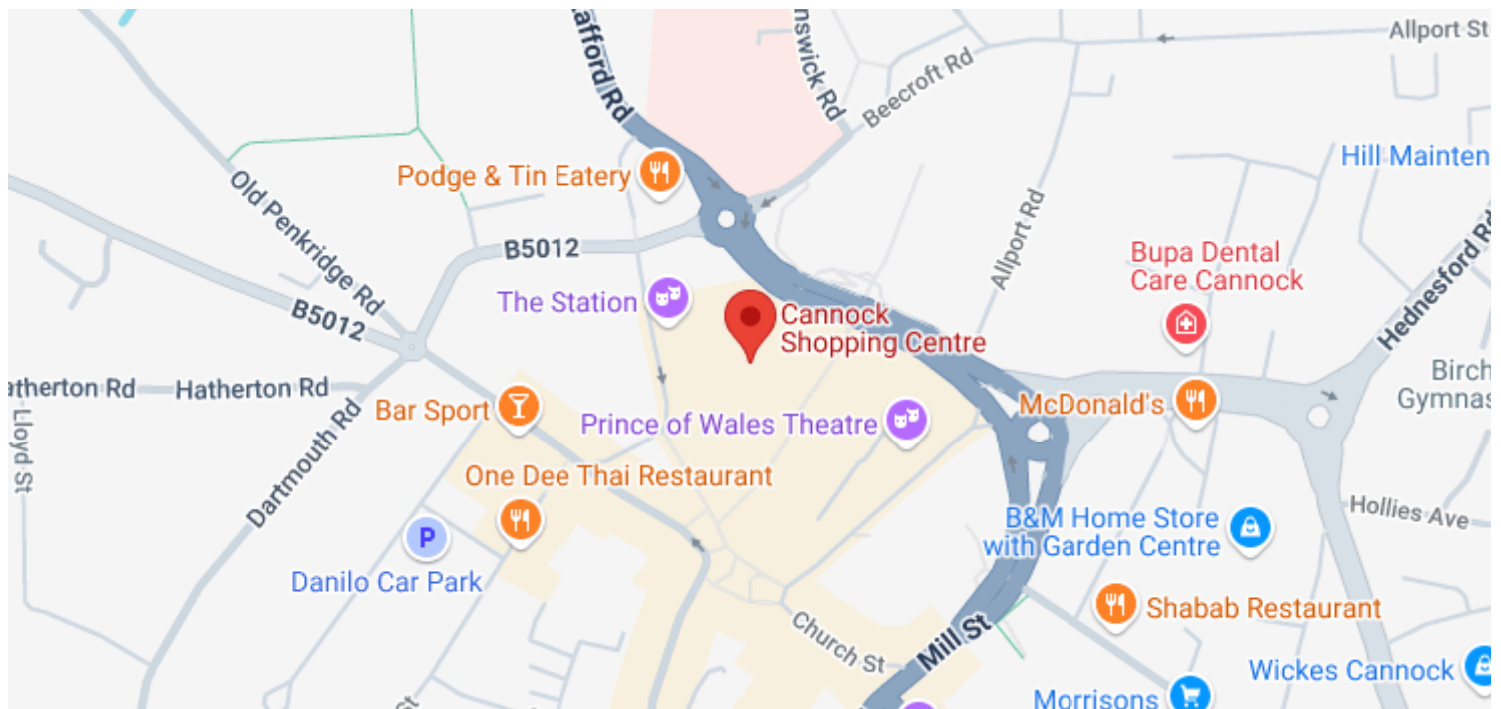 Allport St
afford Rd
nswick Rd
Beecroft Rd
Hill Mainten
Podge & Tin Eatery
Old Penkridge Rd
B5012
Allport Rd
Hednesford Rd
Bupa Dental
Care Cannock
The Station
B5012
Cannock
Shopping Centre
atherton Rd
Hatherton Rd
Birch
Gymnas
McDonald's
Bar Sport
Prince of Wales Theatre
Lloyd St
Dartmouth Rd
One Dee Thai Restaurant
Hollies Ave
B&M Home Store
with Garden Centre
P
Danilo Car Park
Shabab Restaurant
Church St
Mill St
Wickes Cannock
Morrisons
St